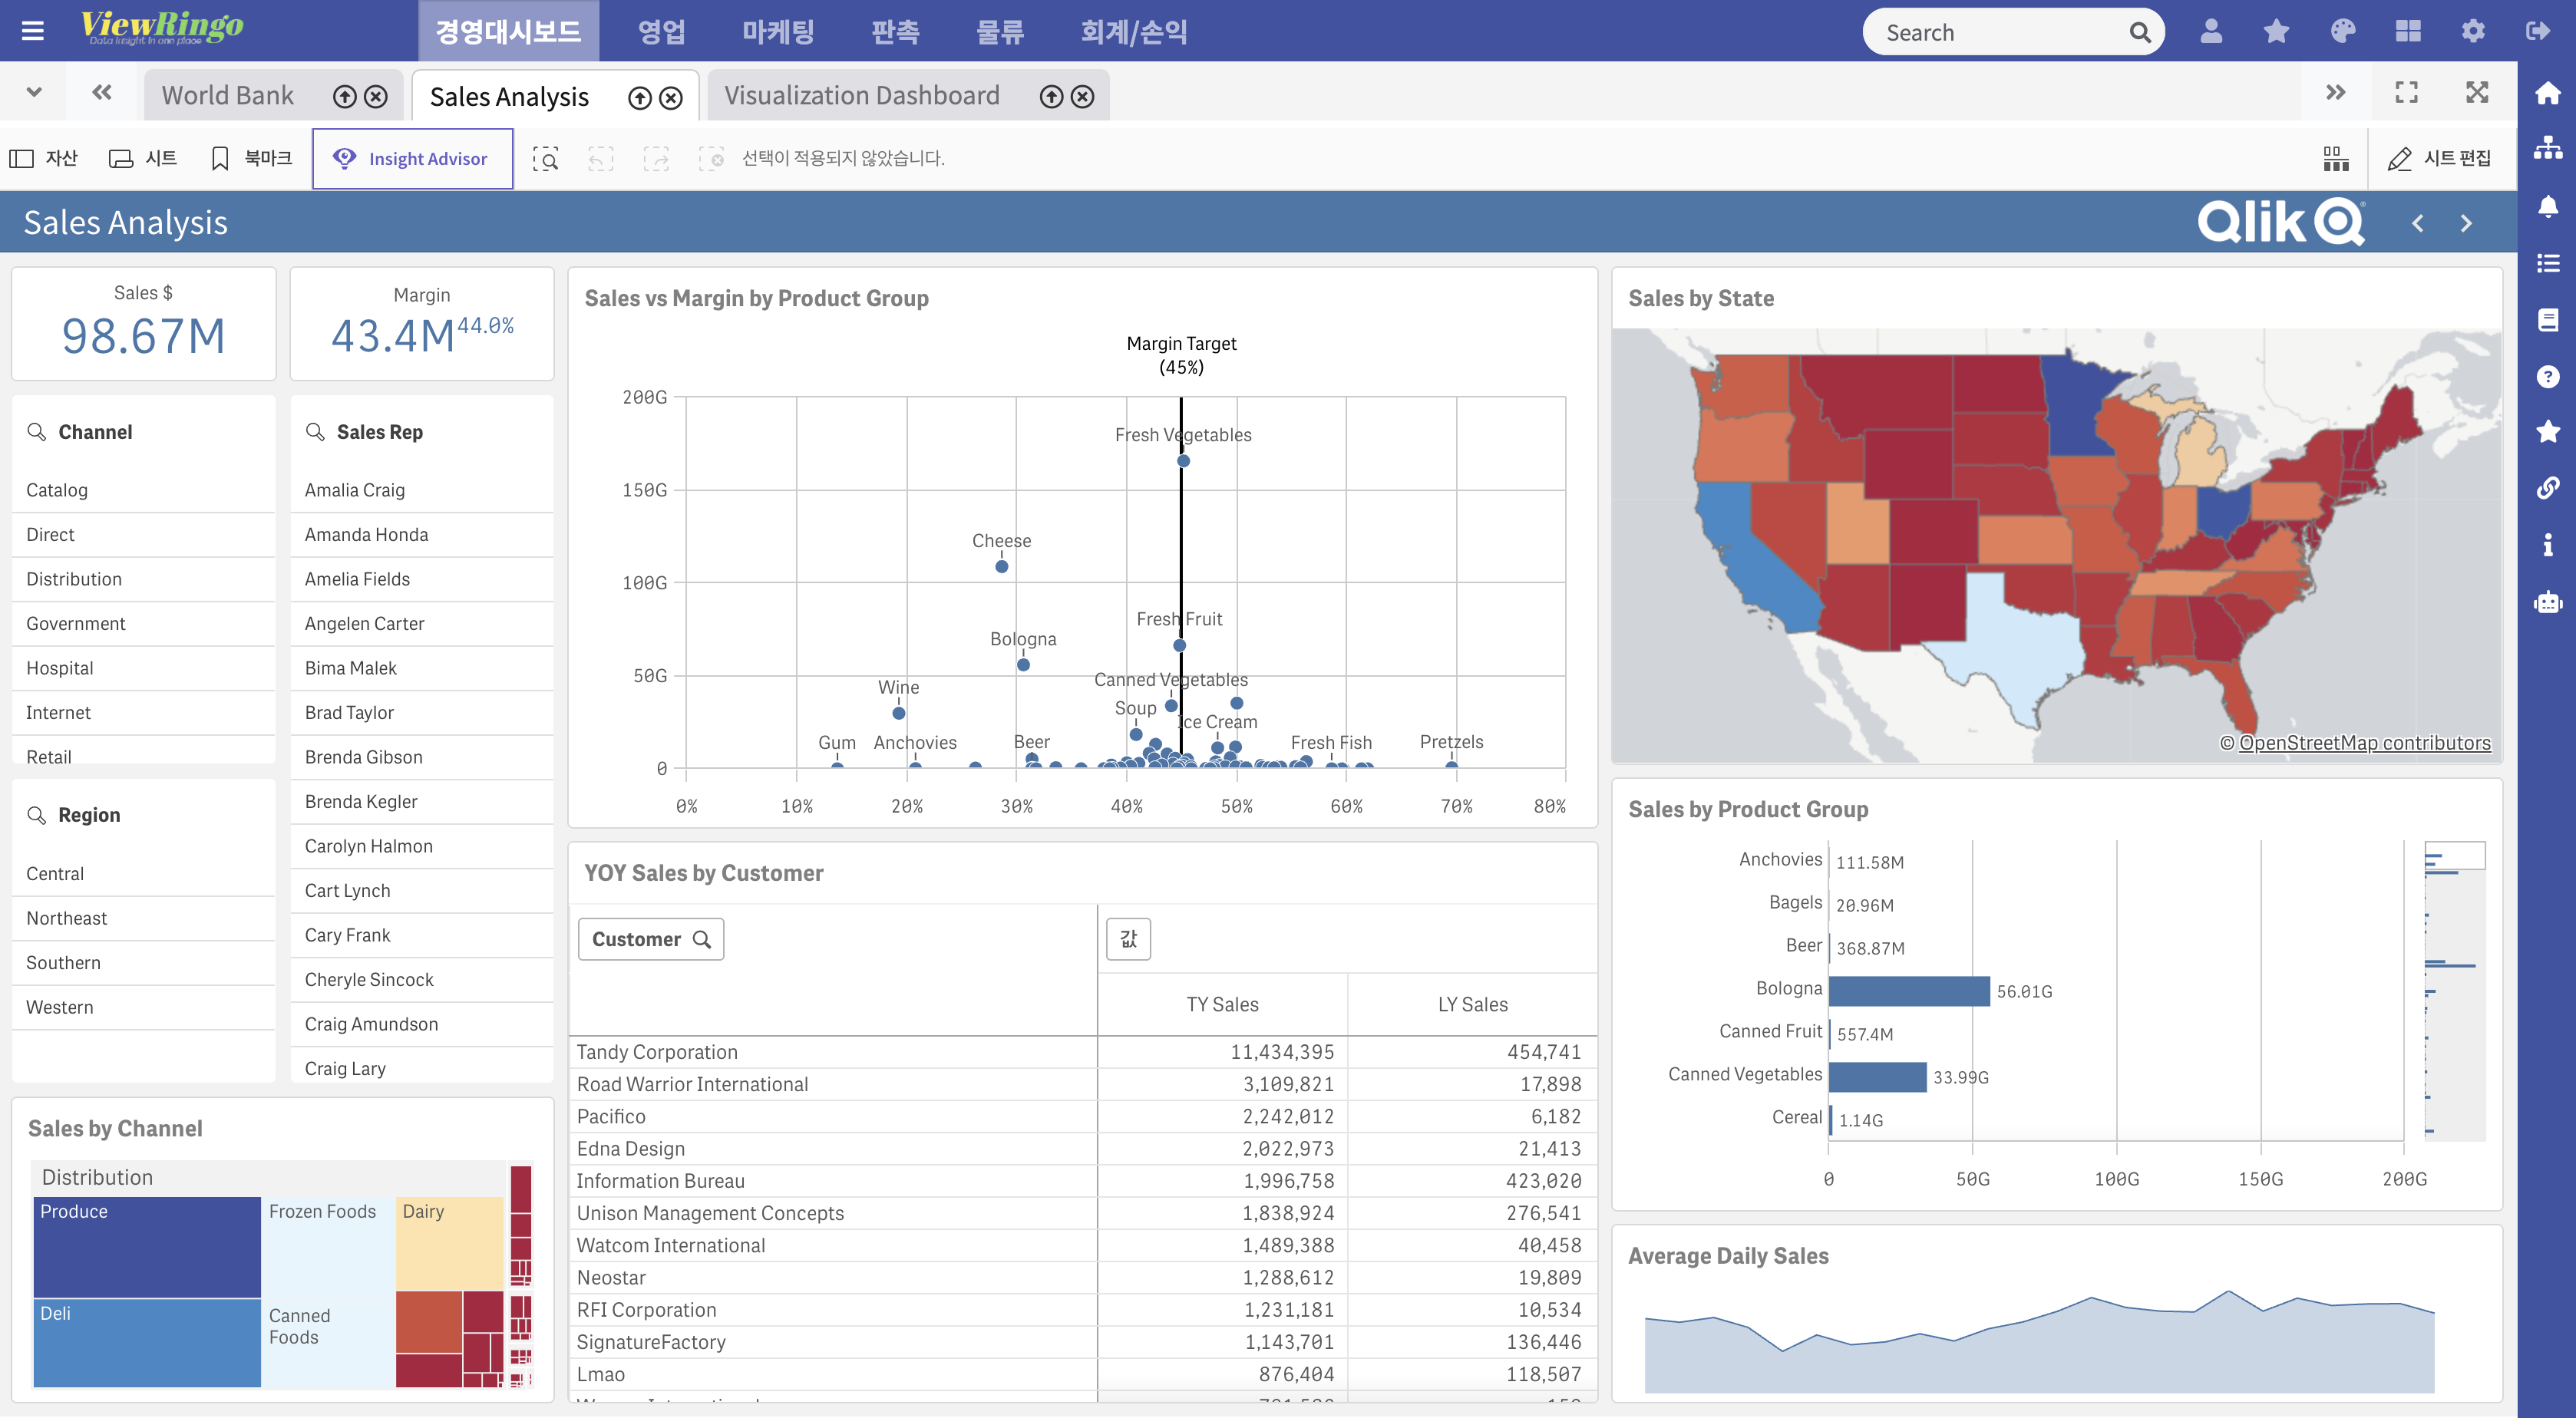 ViewRingo
Data Insight in one place
경영대시보드
영업
마케팅
판촉
물류
회계/손익
Search
World Bank
Sales Analysis
Visualization Dashboard
자산
시트
북마크
Insight Advisor
선택이 적용되지 않았습니다.
시트 편집
Sales Analysis
Qlik
Sales $
98.67M
Margin
43.4M 44.0%
Channel
Catalog
Direct
Distribution
Government
Hospital
Internet
Retail
Region
Central
Northeast
Southern
Western
Sales Rep
Amalia Craig
Amanda Honda
Amelia Fields
Angelen Carter
Bima Malek
Brad Taylor
Brenda Gibson
Brenda Kegler
Carolyn Halmon
Cart Lynch
Cary Frank
Cheryle Sincock
Craig Amundson
Craig Lary
Sales by Channel
Distribution
Produce
Frozen Foods
Dairy
Deli
Canned
Foods
Sales vs Margin by Product Group
Margin Target
(45%)
200G
Fresh Vegetables
150G
Cheese
100G
Fresh Fruit
Bologna
50G
Canned Vegetables
Wine
Soup
Ice Cream
Gum
Anchovies
Beer
Fresh Fish
Pretzels
0
0% 10% 20% 30% 40% 50% 60% 70% 80%
YOY Sales by Customer
Customer
값
TY Sales LY Sales
Tandy Corporation 11,434,395 454,741
Road Warrior International 3,109,821 17,898
Pacifico 2,242,012 6,182
Edna Design 2,022,973 21,413
Information Bureau 1,996,758 423,020
Unison Management Concepts 1,838,924 276,541
Watcom International 1,489,388 40,458
Neostar 1,288,612 19,809
RFI Corporation 1,231,181 10,534
SignatureFactory 1,143,701 136,446
Lmao 876,404 118,507
Sales by State
© OpenStreetMap contributors
Sales by Product Group
Anchovies 111.58M
Bagels 20.96M
Beer 368.87M
Bologna 56.01G
Canned Fruit 557.4M
Canned Vegetables 33.99G
Cereal 1.14G
0 50G 100G 150G 200G
Average Daily Sales